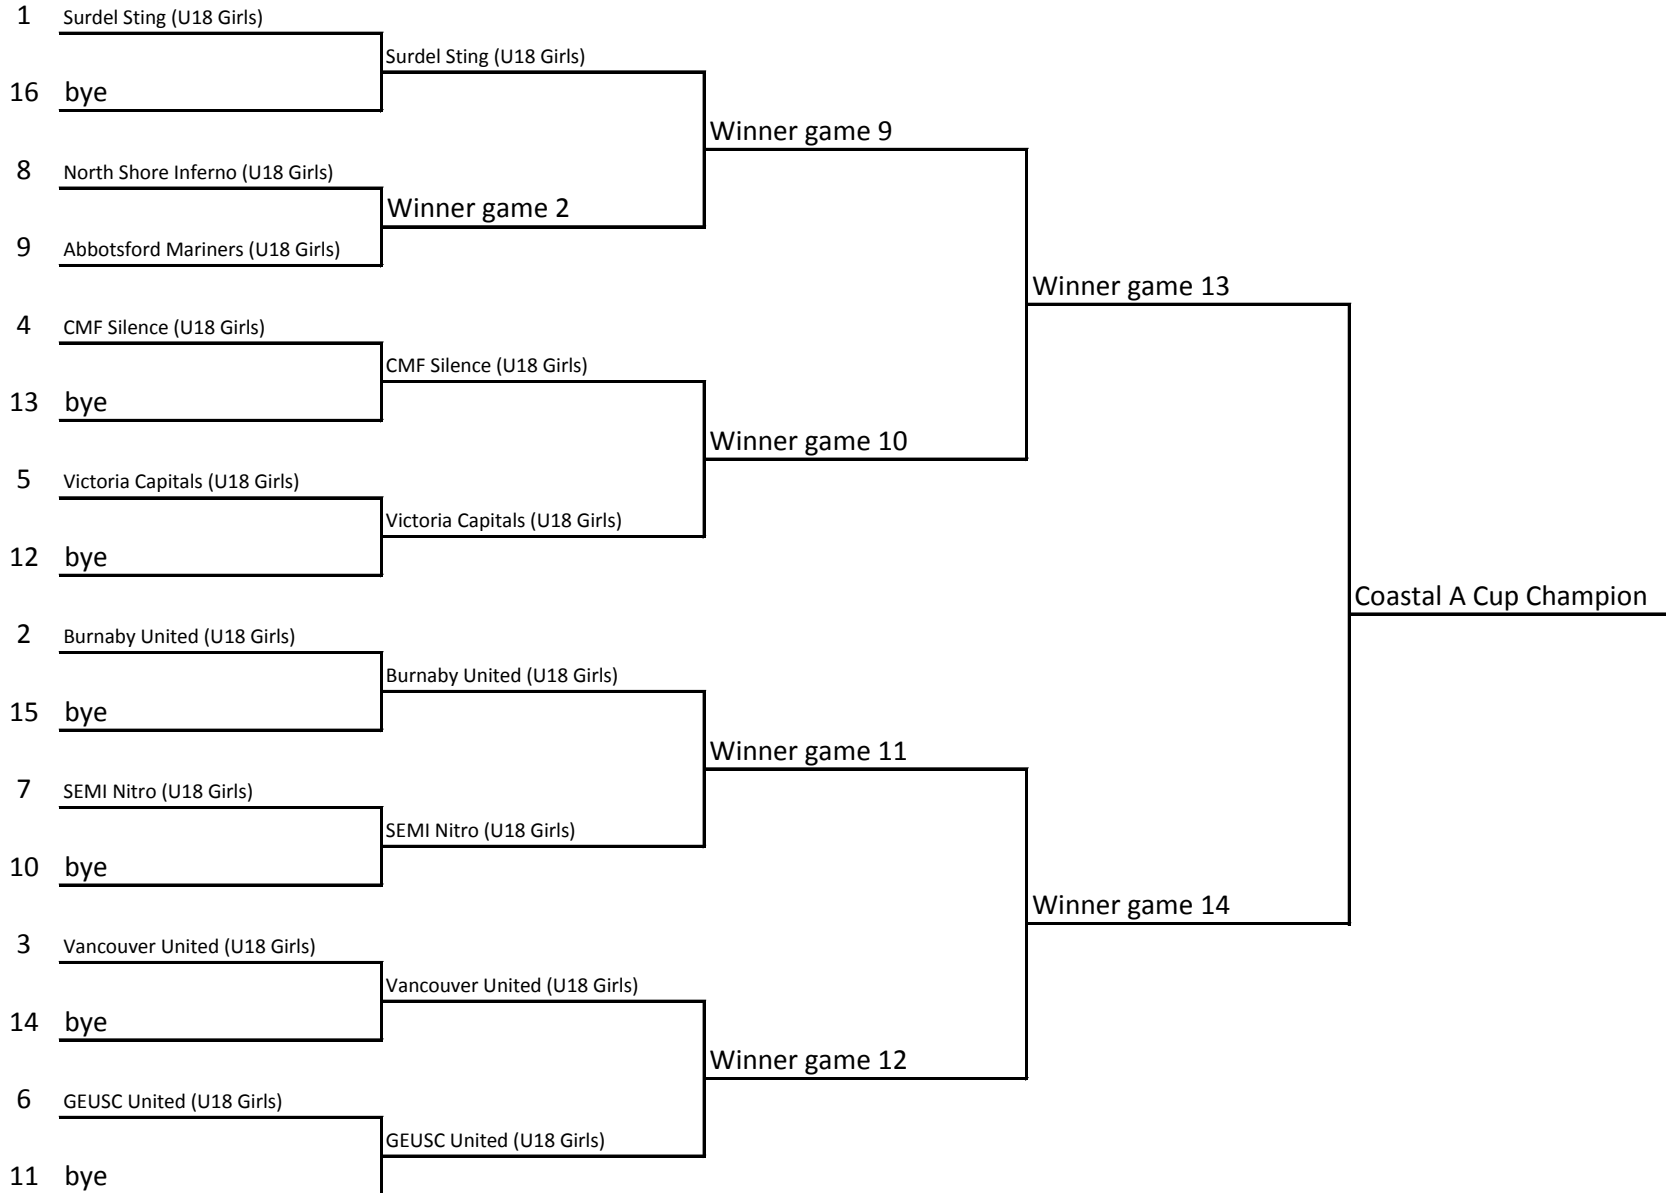 1 Surdel Sting (U18 Girls)
Surdel Sting (U18 Girls)
16 bye
Winner game 9
8 North Shore Inferno (U18 Girls)
Winner game 2
9 Abbotsford Mariners (U18 Girls)
Winner game 13
4 CMF Silence (U18 Girls)
CMF Silence (U18 Girls)
13 bye
Winner game 10
5 Victoria Capitals (U18 Girls)
Victoria Capitals (U18 Girls)
12 bye
Coastal A Cup Champion
2 Burnaby United (U18 Girls)
Burnaby United (U18 Girls)
15 bye
Winner game 11
7 SEMI Nitro (U18 Girls)
SEMI Nitro (U18 Girls)
10 bye
Winner game 14
3 Vancouver United (U18 Girls)
Vancouver United (U18 Girls)
14 bye
Winner game 12
6 GEUSC United (U18 Girls)
GEUSC United (U18 Girls)
11 bye